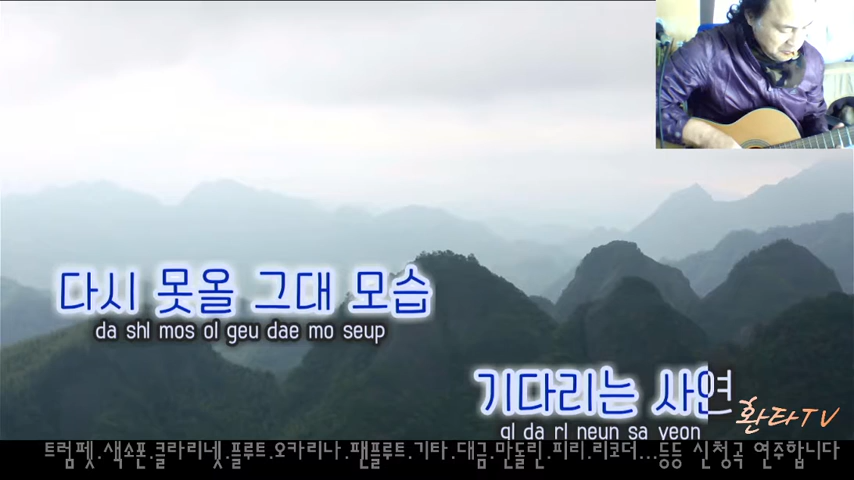 다시 못올 그대 모습
da shI mos ol geu dae mo seup
기다리는 사연
gI da rI neun sa yeon
환타TV
트럼펫.색소폰.클라리넷.플루트.오카리나.팬플루트.기타.대금.만돌린.피리.리코더...등등 신청곡 연주합니다